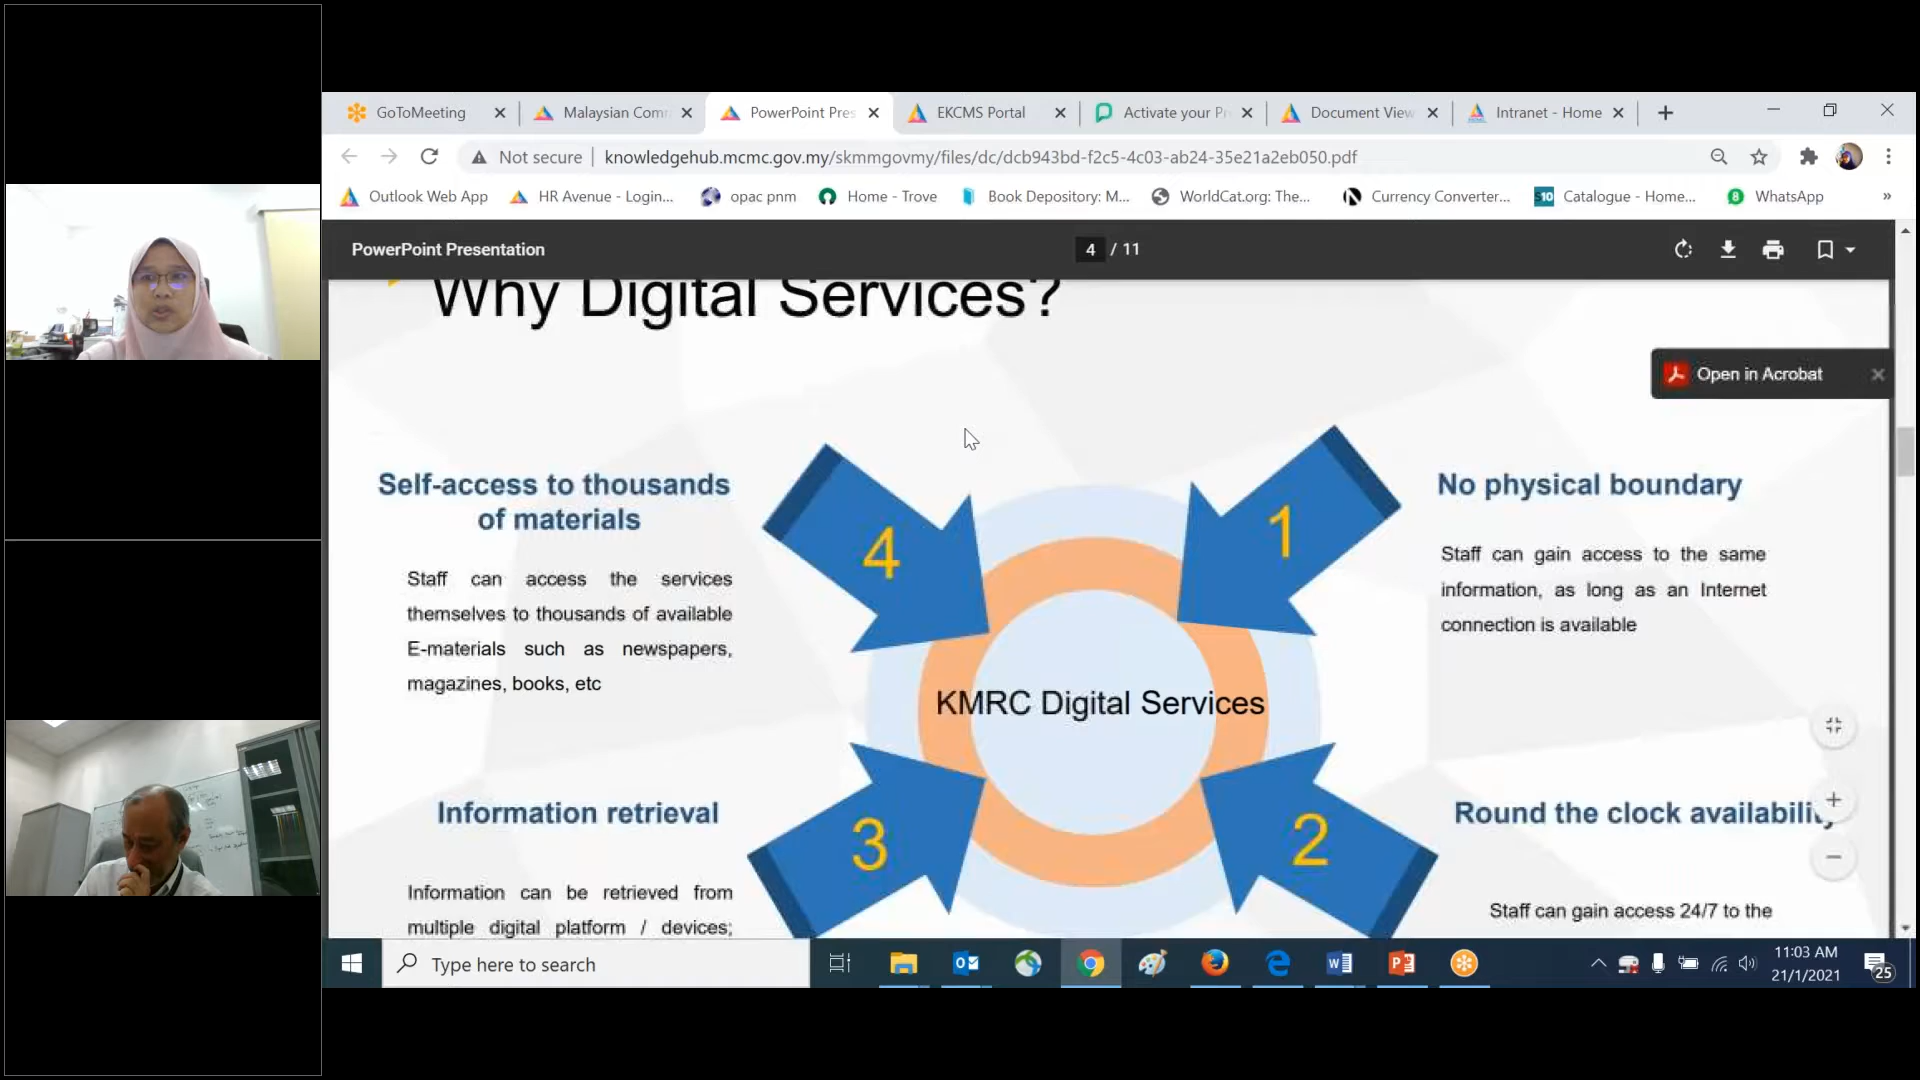 GoToMeeting
Malaysian Com
PowerPoint Pres
EKCMS Portal
Activate your Pr
Document View
Intranet - Home
Not secure
knowledgehub.mcmc.gov.my/skmmgovmy/files/dc/dcb943bd-f2c5-4c03-ab24-35e21a2eb050.pdf
Outlook Web App
HR Avenue - Login...
opac pnm
Home - Trove
Book Depository: M...
WorldCat.org: The...
Currency Converter...
S10
Catalogue - Home...
8
WhatsApp
»
PowerPoint Presentation
4 / 11
Why Digital Services?
Open in Acrobat
Self-access to thousands
of materials
Staff can access the services
themselves to thousands of available
E-materials such as newspapers,
magazines, books, etc
4
1
No physical boundary
Staff can gain access to the same
information, as long as an Internet
connection is available
KMRC Digital Services
Information retrieval
Information can be retrieved from
multiple digital platform / devices;
3
2
Round the clock availability
Staff can gain access 24/7 to the
Type here to search
11:03 AM
21/1/2021
25